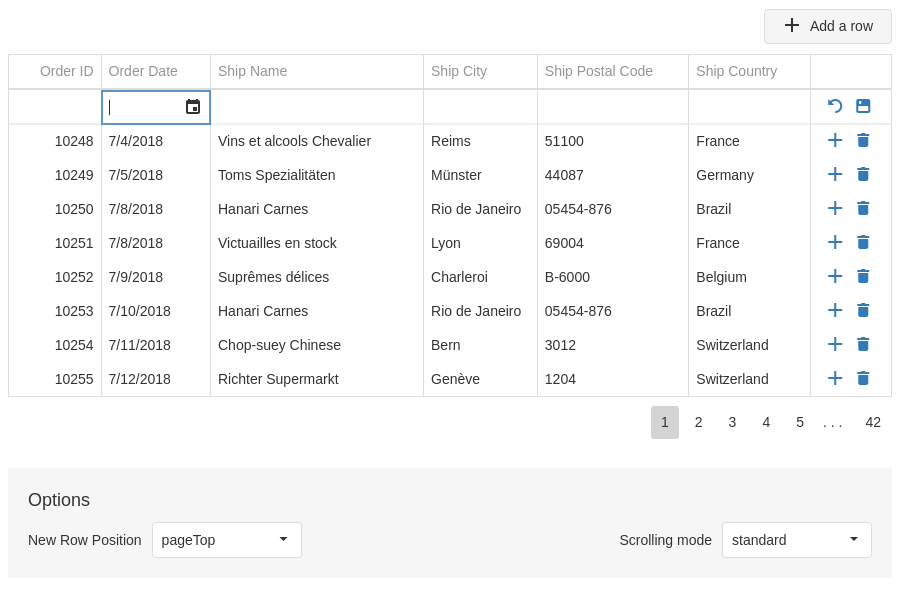 Add a row
Order ID Order Date Ship Name Ship City Ship Postal Code Ship Country
10248 7/4/2018 Vins et alcools Chevalier Reims 51100 France
10249 7/5/2018 Toms Spezialitäten Münster 44087 Germany
10250 7/8/2018 Hanari Carnes Rio de Janeiro 05454-876 Brazil
10251 7/8/2018 Victuailles en stock Lyon 69004 France
10252 7/9/2018 Suprêmes délices Charleroi B-6000 Belgium
10253 7/10/2018 Hanari Carnes Rio de Janeiro 05454-876 Brazil
10254 7/11/2018 Chop-suey Chinese Bern 3012 Switzerland
10255 7/12/2018 Richter Supermarkt Genève 1204 Switzerland
1 2 3 4 5 . . . 42
Options
New Row Position pageTop Scrolling mode standard